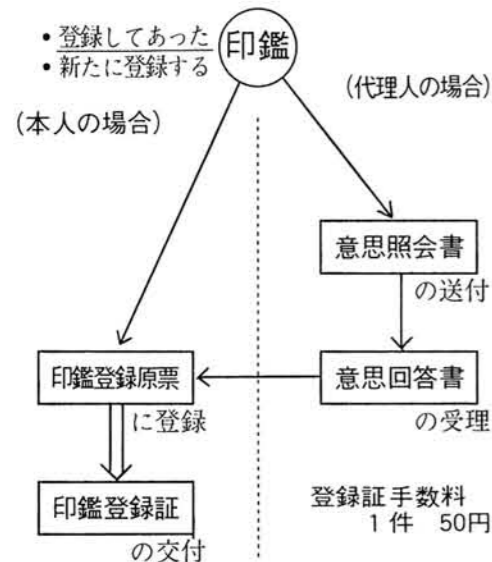 ・登録してあった
・新たに登録する
印鑑
(本人の場合)
(代理人の場合)
意思照会書
の送付
意思回答書
の受理
印鑑登録原票
に登録
印鑑登録証
の交付
登録証手数料
1件 50円